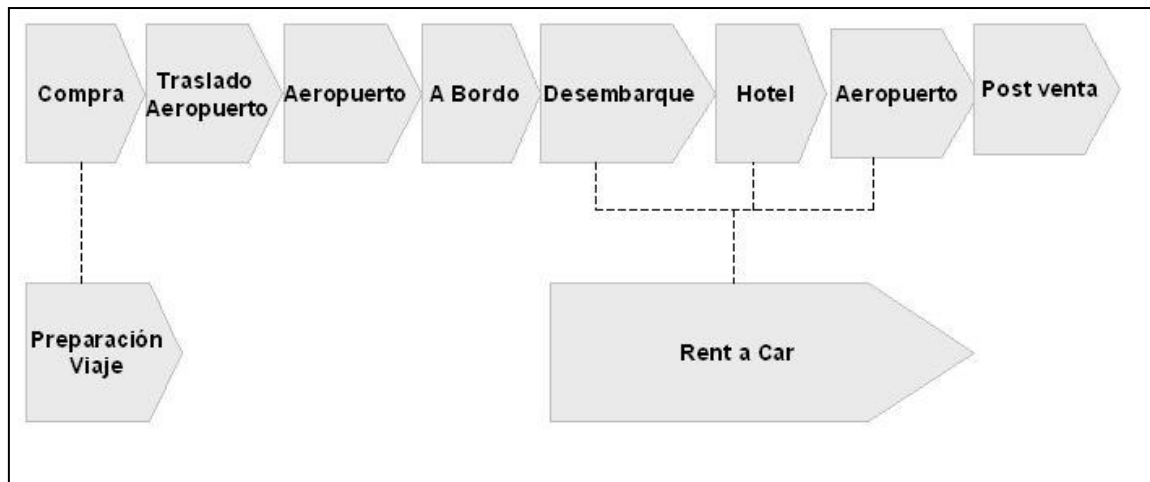 Compra
Traslado
Aeropuerto
Aeropuerto
A Bordo
Desembarque
Hotel
Aeropuerto
Post venta
Preparación
Viaje
Rent a Car